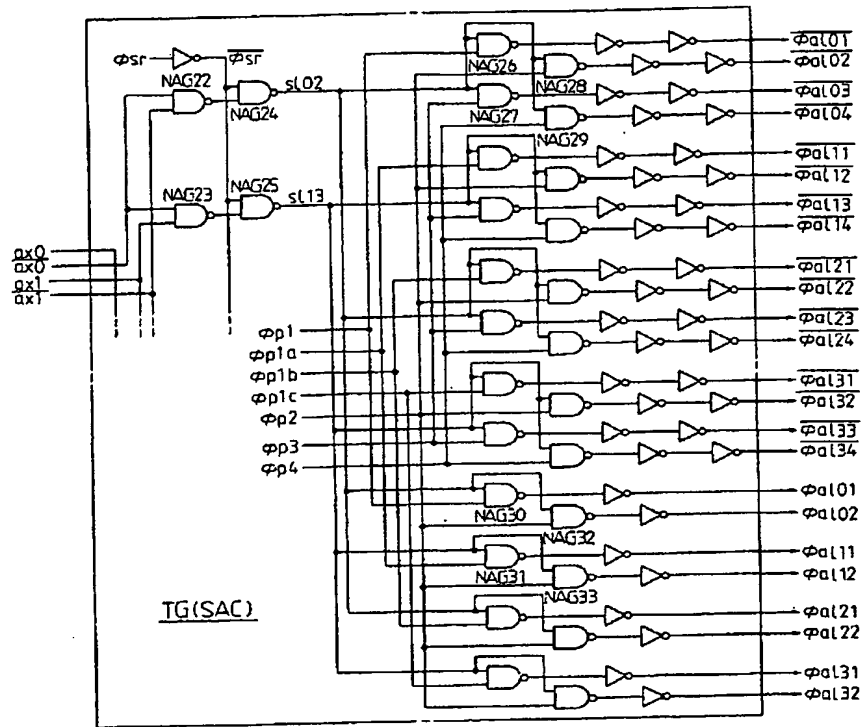 φsr
φsr
NAG22
NAG24
sl02
NAG23
NAG25
sl13
ax0
ax0
ax1
ax1
φp1
φp1a
φp1b
φp1c
φp2
φp3
φp4
NAG26
NAG28
NAG27
NAG29
NAG30
NAG32
NAG31
NAG33
TG(SAC)
φal01
φal02
φal03
φal04
φal11
φal12
φal13
φal14
φal21
φal22
φal23
φal24
φal31
φal32
φal33
φal34
φal01
φal02
φal11
φal12
φal21
φal22
φal31
φal32